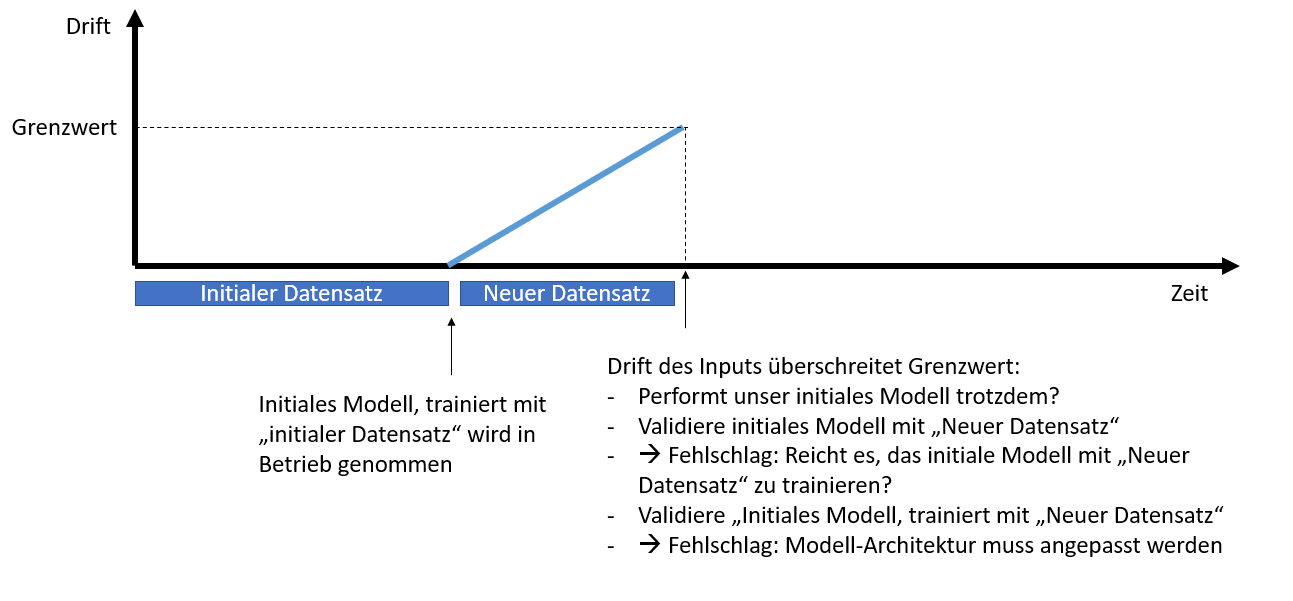 Drift
Grenzwert
Initialer Datensatz
Neuer Datensatz
Zeit
Initiales Modell, trainiert mit
„initialer Datensatz“ wird in
Betrieb genommen
Drift des Inputs überschreitet Grenzwert:
- Performt unser initiales Modell trotzdem?
- Validiere initiales Modell mit „Neuer Datensatz“
- → Fehlschlag: Reicht es, das initiale Modell mit „Neuer
Datensatz“ zu trainieren?
- Validiere „Initiales Modell, trainiert mit „Neuer Datensatz“
- → Fehlschlag: Modell-Architektur muss angepasst werden